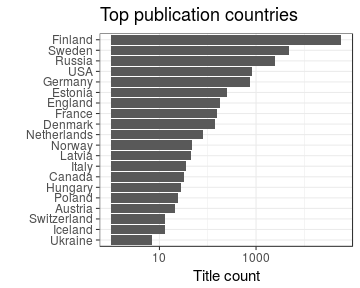 Top publication countries
Finland
Sweden
Russia
USA
Germany
Estonia
England
France
Denmark
Netherlands
Norway
Latvia
Italy
Canada
Hungary
Poland
Austria
Switzerland
Iceland
Ukraine
10 1000
Title count